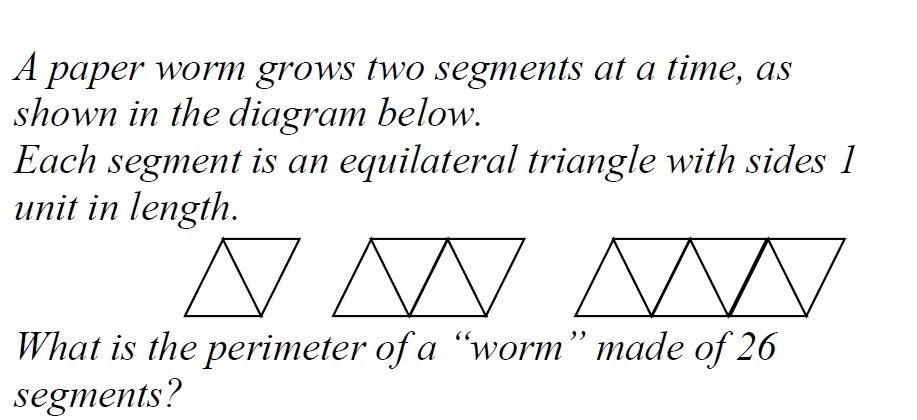 A paper worm grows two segments at a time, as
shown in the diagram below.
Each segment is an equilateral triangle with sides 1
unit in length.
What is the perimeter of a “worm” made of 26
segments?